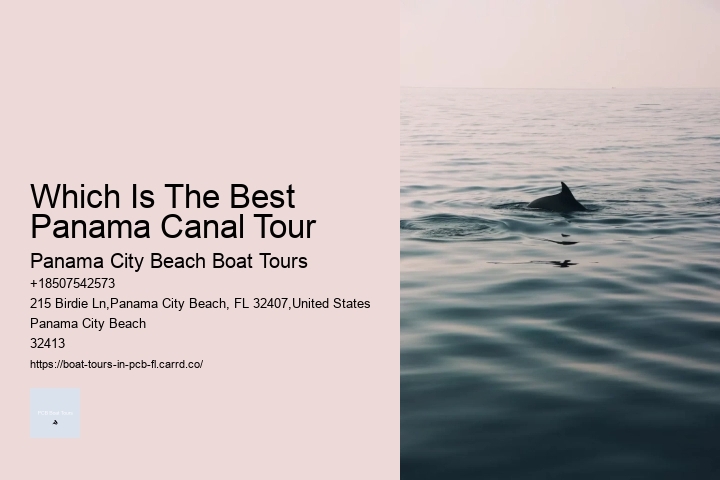 Which Is The Best
Panama Canal Tour
Panama City Beach Boat Tours
+18507542573
215 Birdie Ln,Panama City Beach, FL 32407,United States
Panama City Beach
32413
https://boat-tours-in-pcb-fl.carrd.co/